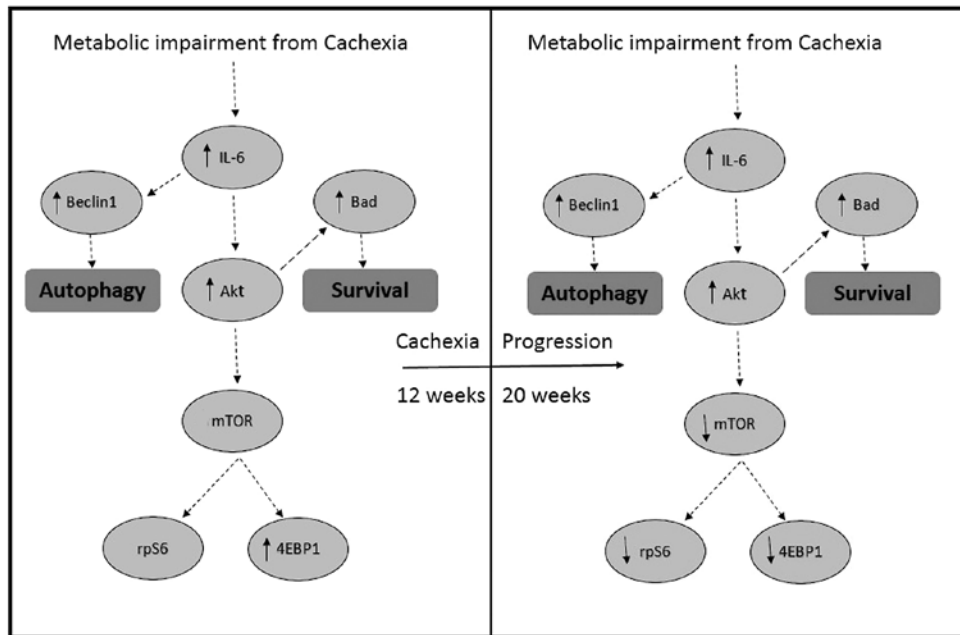 Metabolic impairment from Cachexia
↑ IL-6
↑ Beclin1
↑ Bad
Autophagy
↑ Akt
Survival
mTOR
rpS6
↑ 4EBP1
Cachexia Progression
12 weeks 20 weeks
Metabolic impairment from Cachexia
↑ IL-6
↑ Beclin1
↑ Bad
Autophagy
↑ Akt
Survival
↓ mTOR
↓ rpS6
↓ 4EBP1